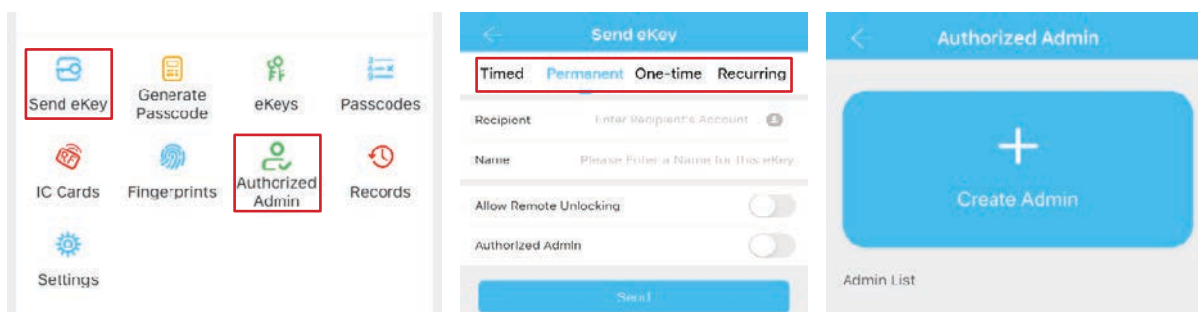 Send eKey
Generate
Passcode
eKeys
Passcodes
IC Cards
Fingerprints
Authorized
Admin
Records
Settings
Send eKey
Timed Permanent One-time Recurring
Recipient Enter Recipient's Account
Name Please Enter a Name for this eKey
Allow Remote Unlocking
Authorized Admin
Send
Authorized Admin
Create Admin
Admin List